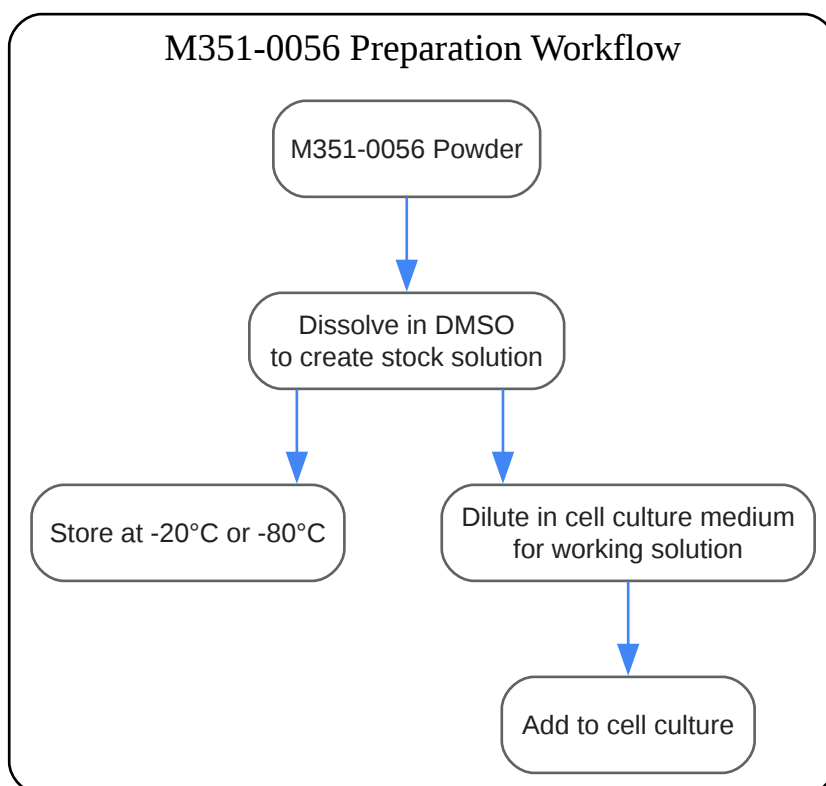 M351-0056 Preparation Workflow
M351-0056 Powder
Dissolve in DMSO
to create stock solution
Store at -20°C or -80°C
Dilute in cell culture medium
for working solution
Add to cell culture